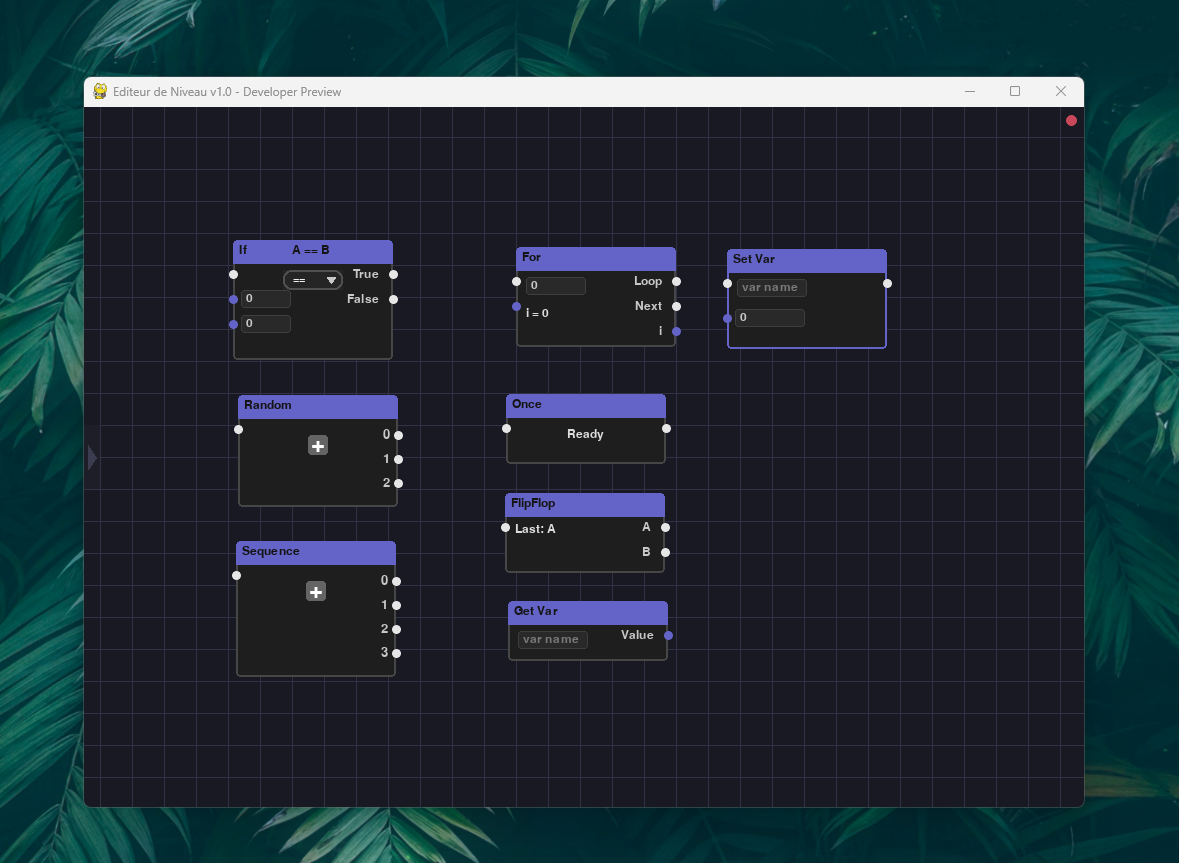 Editeur de Niveau v1.0 - Developer Preview
If A == B
== True
0 False
0
For
0 Loop
i = 0 Next
i
Set Var
var name
0
Random
0
1
2
Once
Ready
FlipFlop
Last: A A
B
Sequence
0
1
2
3
Get Var
var name Value